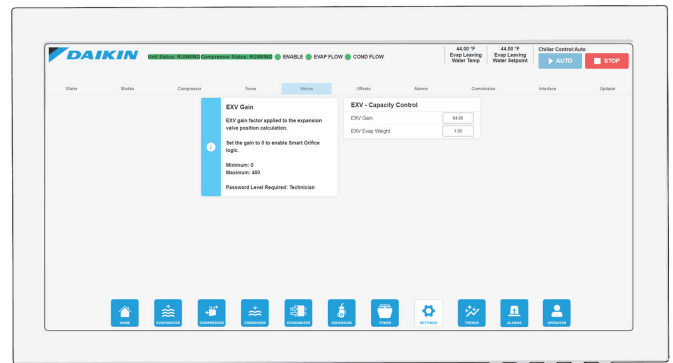 DAIKIN
Unit Status: RUNNING Compressor Status: RUNNING ENABLE EVAP FLOW COND FLOW
44.00 °F
Evap Leaving
Water Temp
44.00 °F
Evap Leaving
Water Setpoint
Chiller Control:Auto
AUTO
STOP
Water Modes Compressor Tower Valves Offsets Alarms Commission Interface Updater
EXV Gain
EXV gain factor applied to the expansion
valve position calculation.
Set the gain to 0 to enable Smart Orifice
logic.
Minimum: 0
Maximum: 400
Password Level Required: Technician
EXV - Capacity Control
EXV Gain
EXV Evap Weight 1.00
HOME EVAPORATOR COMPRESSOR CONDENSER ECONOMIZER EXPANSION TOWER SETTINGS TRENDS ALARMS OPERATOR